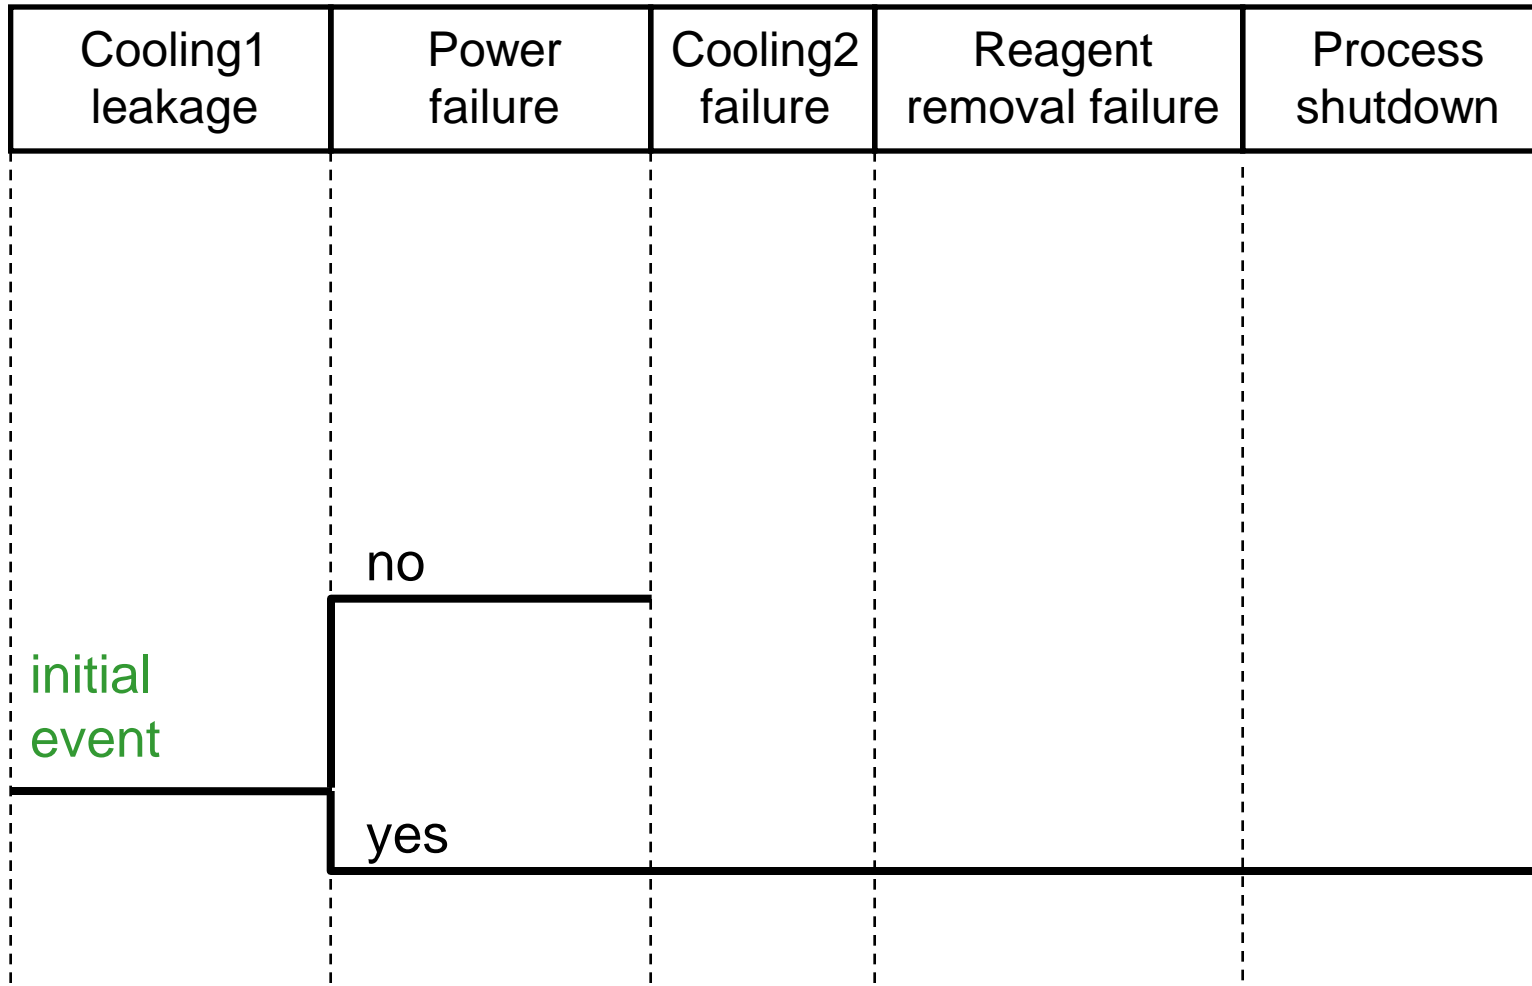 Cooling1
leakage
Power
failure
Cooling2
failure
Reagent
removal failure
Process
shutdown
no
initial
event
yes